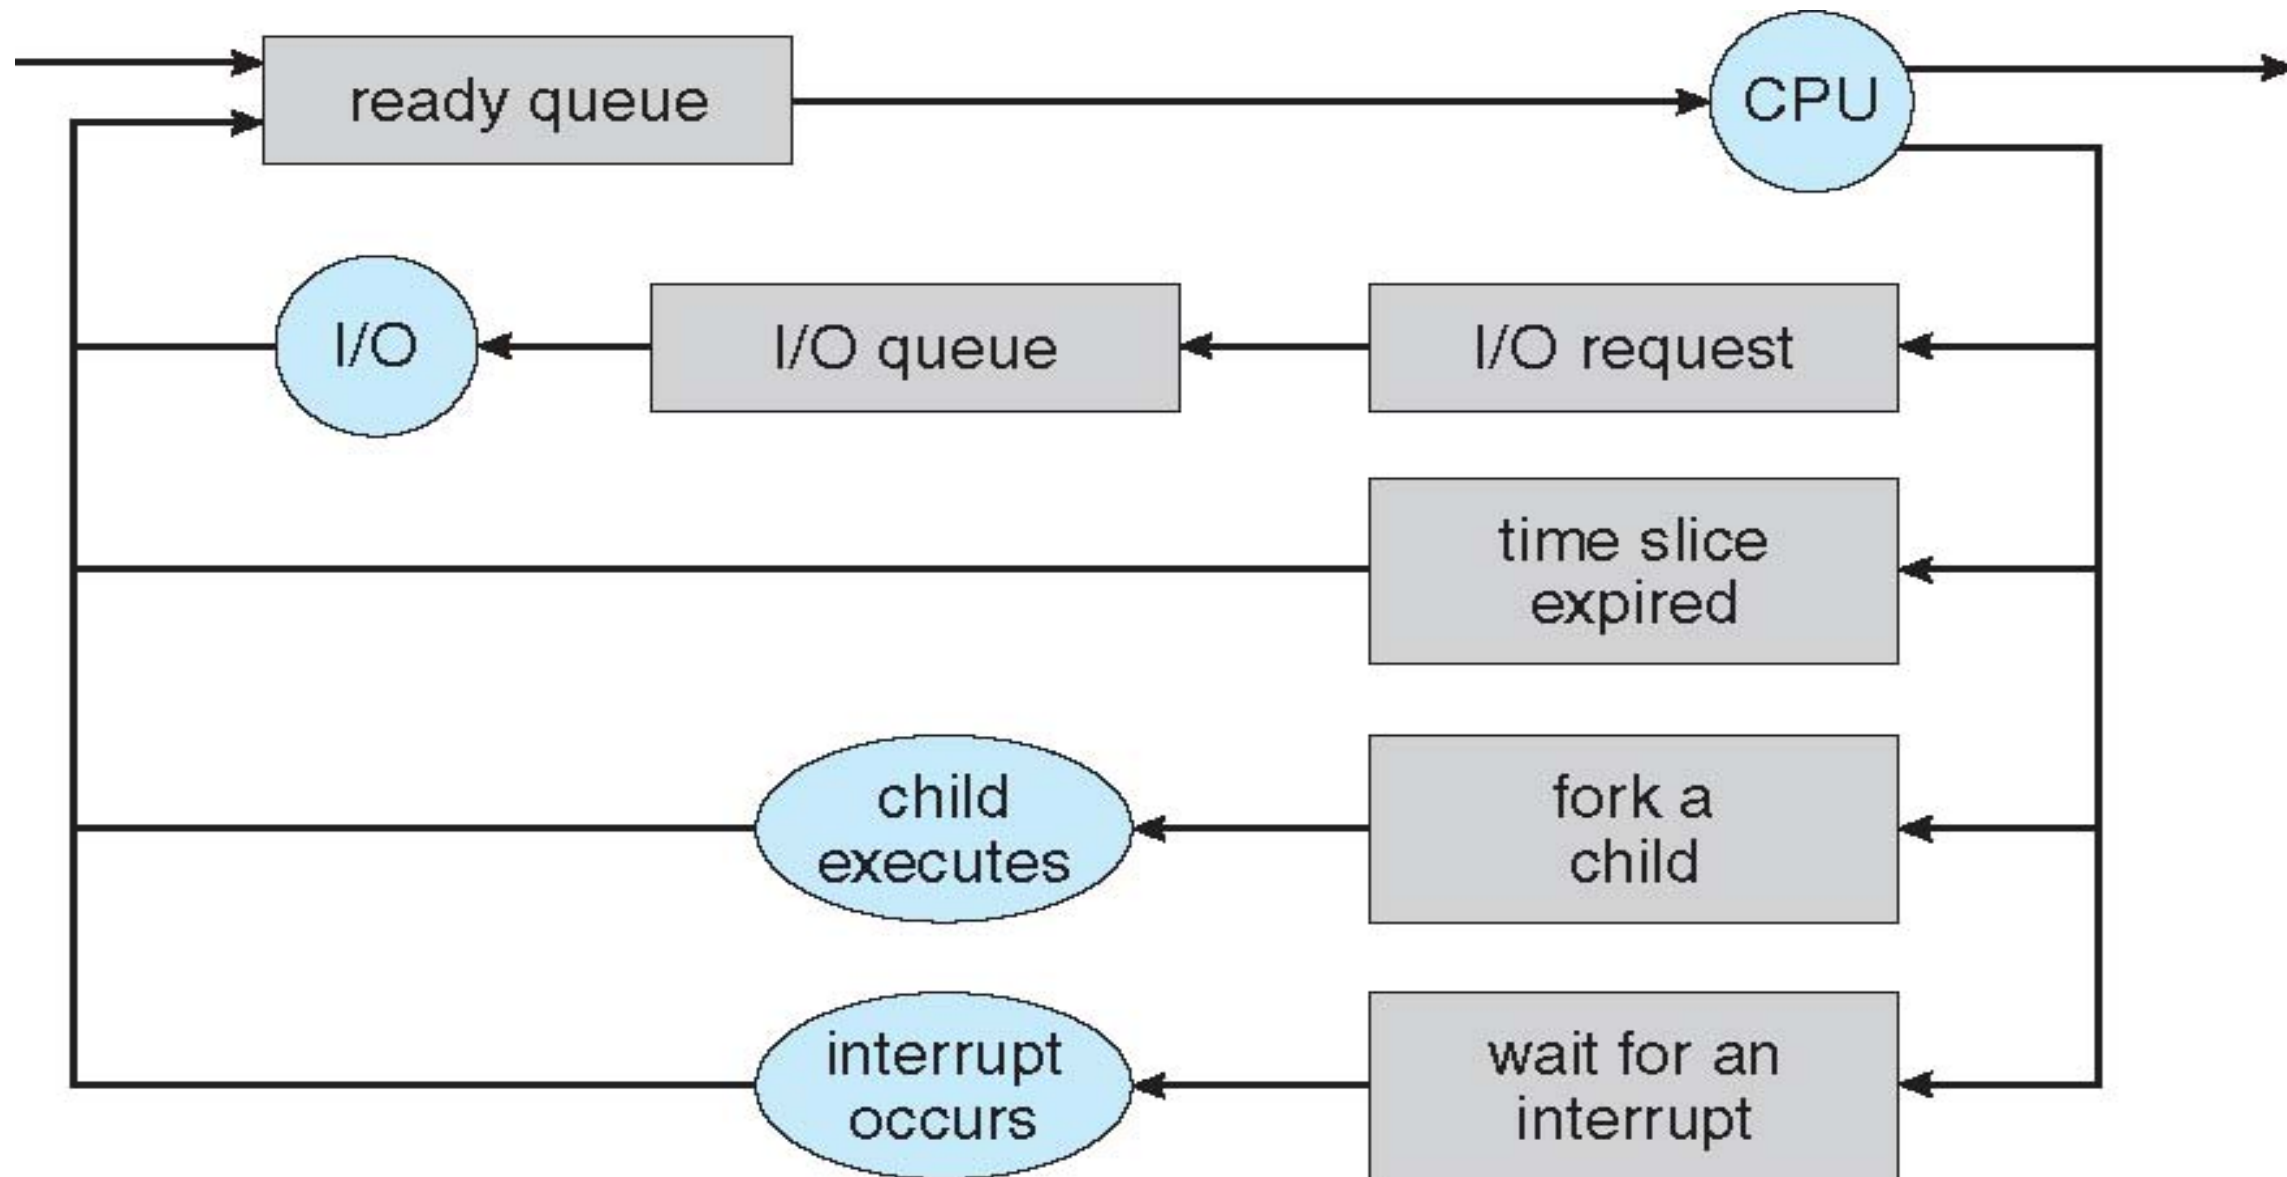 ready queue
CPU
I/O
I/O queue
I/O request
time slice
expired
child
executes
fork a
child
interrupt
occurs
wait for an
interrupt